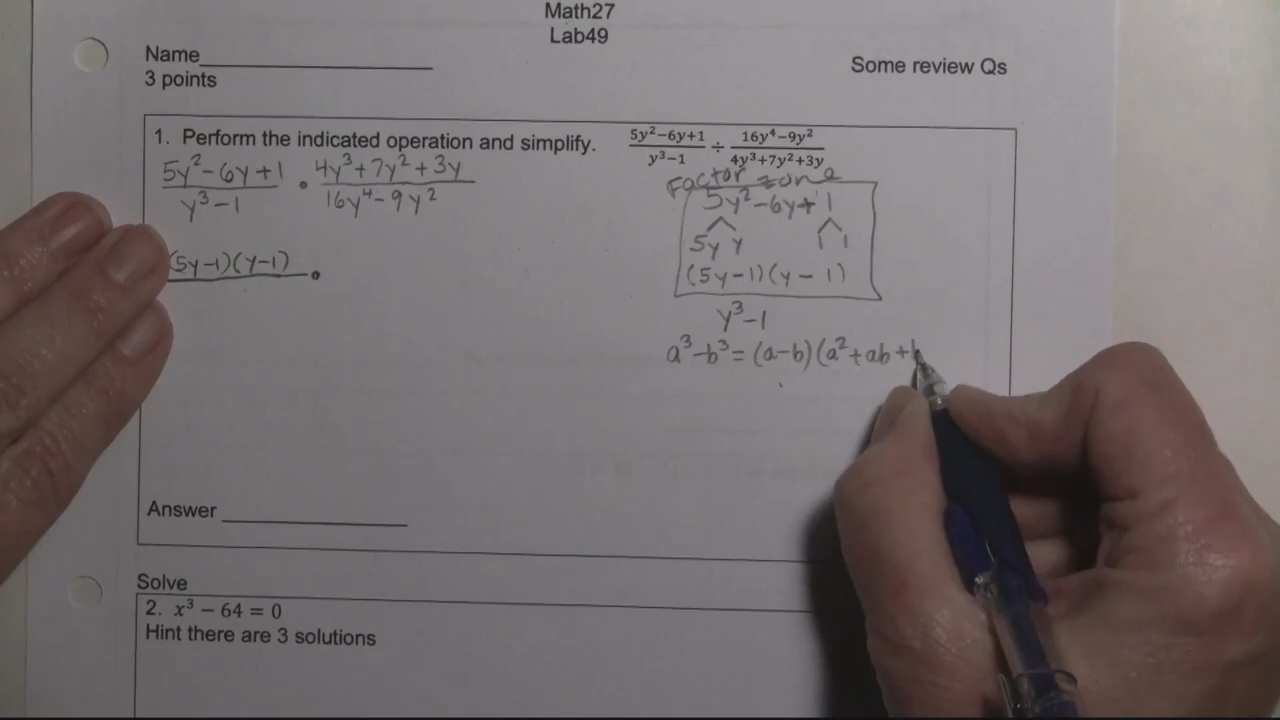 Math27
Lab49
Name
3 points
Some review Qs
1. Perform the indicated operation and simplify. (5y²−6y+1)/(y³−1) ÷ (16y⁴−9y²)/(4y³+7y²+3y)
(5y²−6y+1)/(y³−1) • (4y³+7y²+3y)/(16y⁴−9y²)
(5y−1)(y−1) •
Factor zone
5y²−6y+1
5y y 1 1
(5y−1)(y−1)
y³−1
a³−b³=(a−b)(a²+ab+
Answer
Solve
2. x³ − 64 = 0
Hint there are 3 solutions